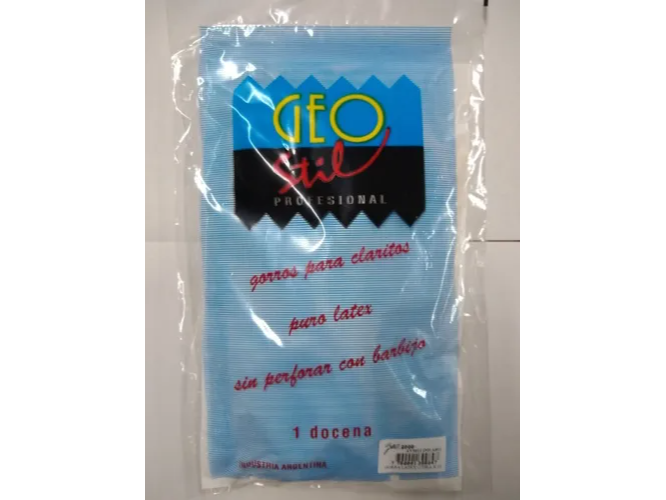 GEO
Stil
PROFESIONAL
gorros para claritos
puro latex
sin perforar con barbijo
1 docena
INDUSTRIA ARGENTINA